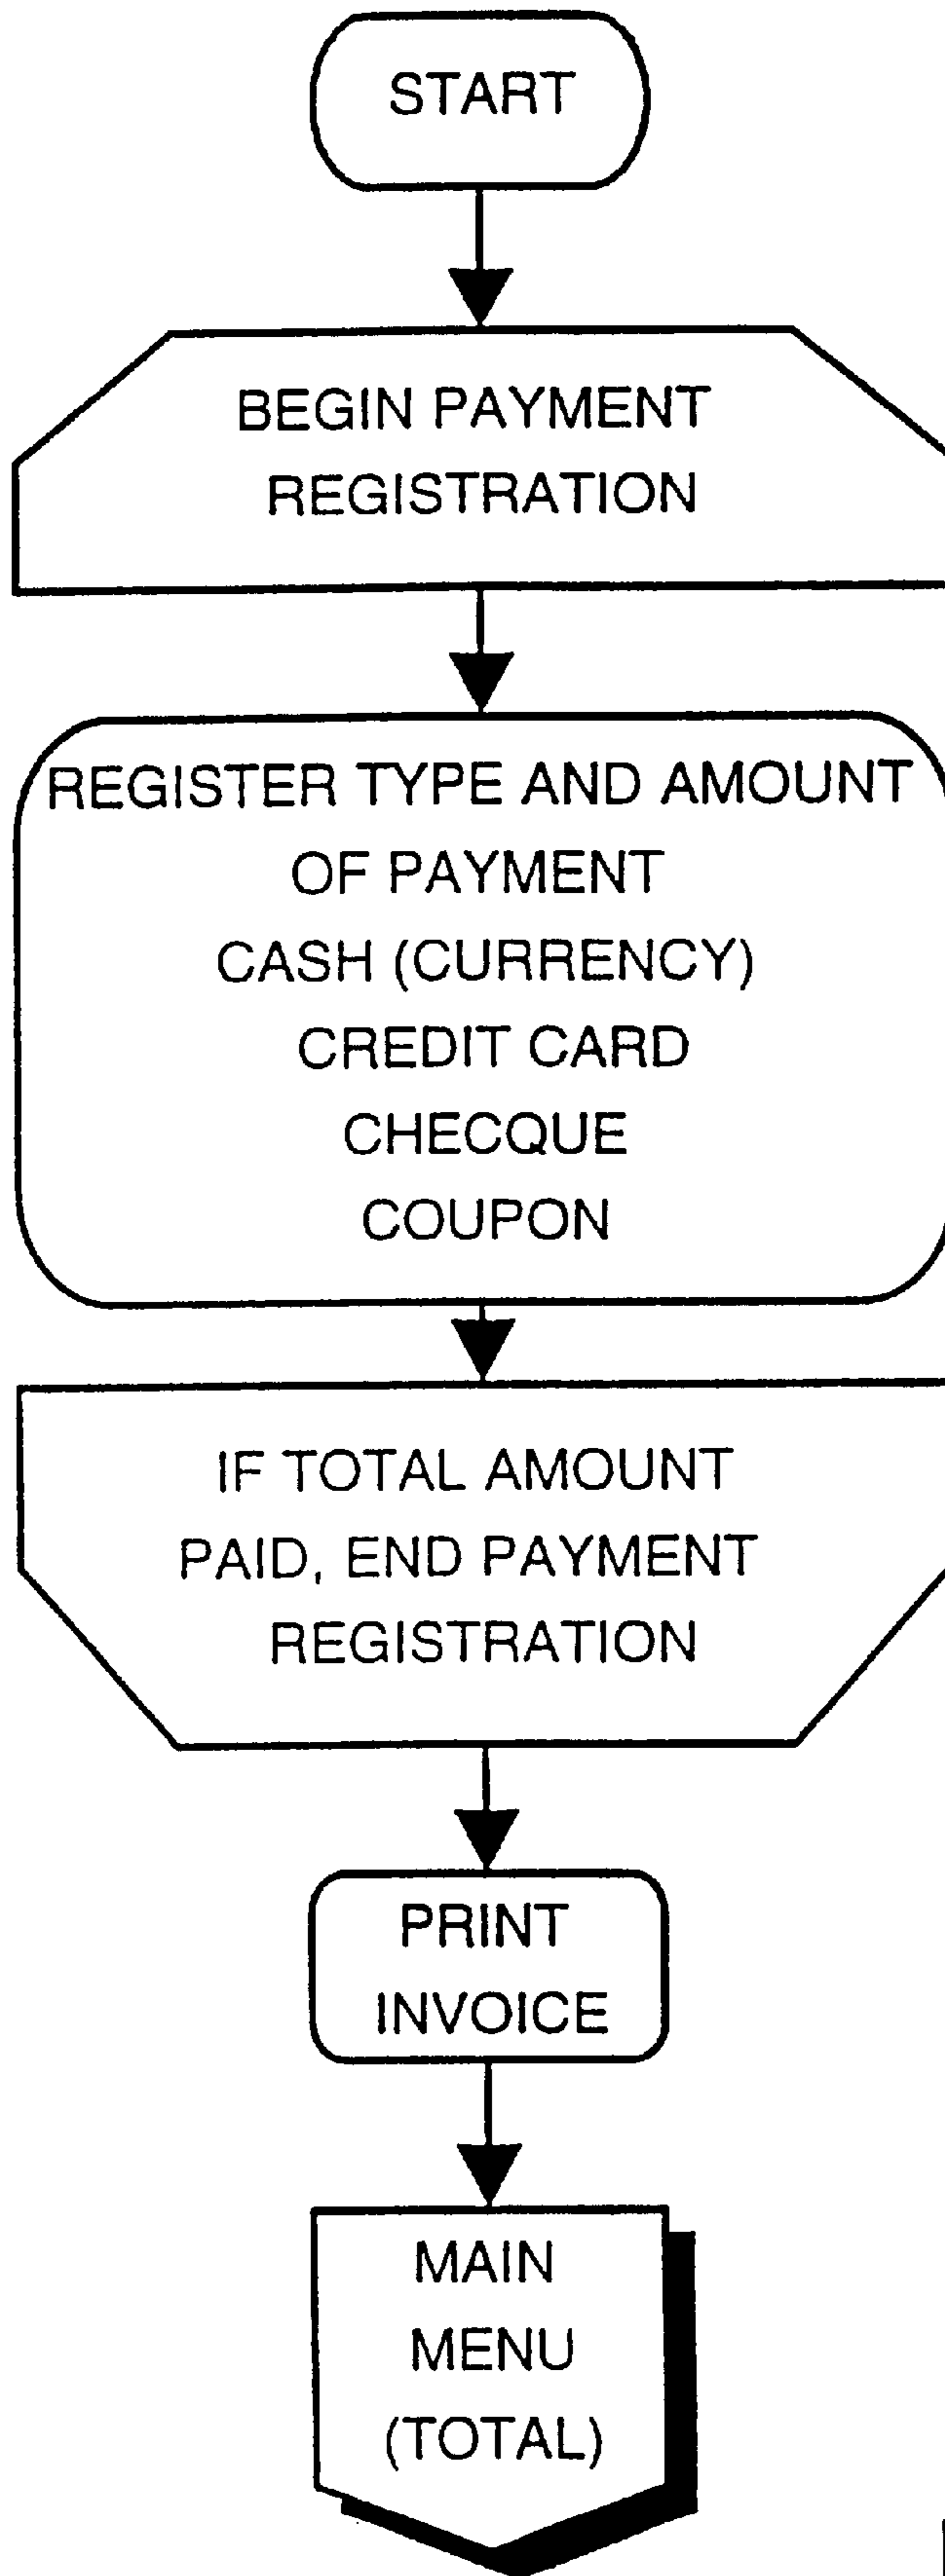 START
BEGIN PAYMENT
REGISTRATION
REGISTER TYPE AND AMOUNT
OF PAYMENT
CASH (CURRENCY)
CREDIT CARD
CHECQUE
COUPON
IF TOTAL AMOUNT
PAID, END PAYMENT
REGISTRATION
PRINT
INVOICE
MAIN
MENU
(TOTAL)